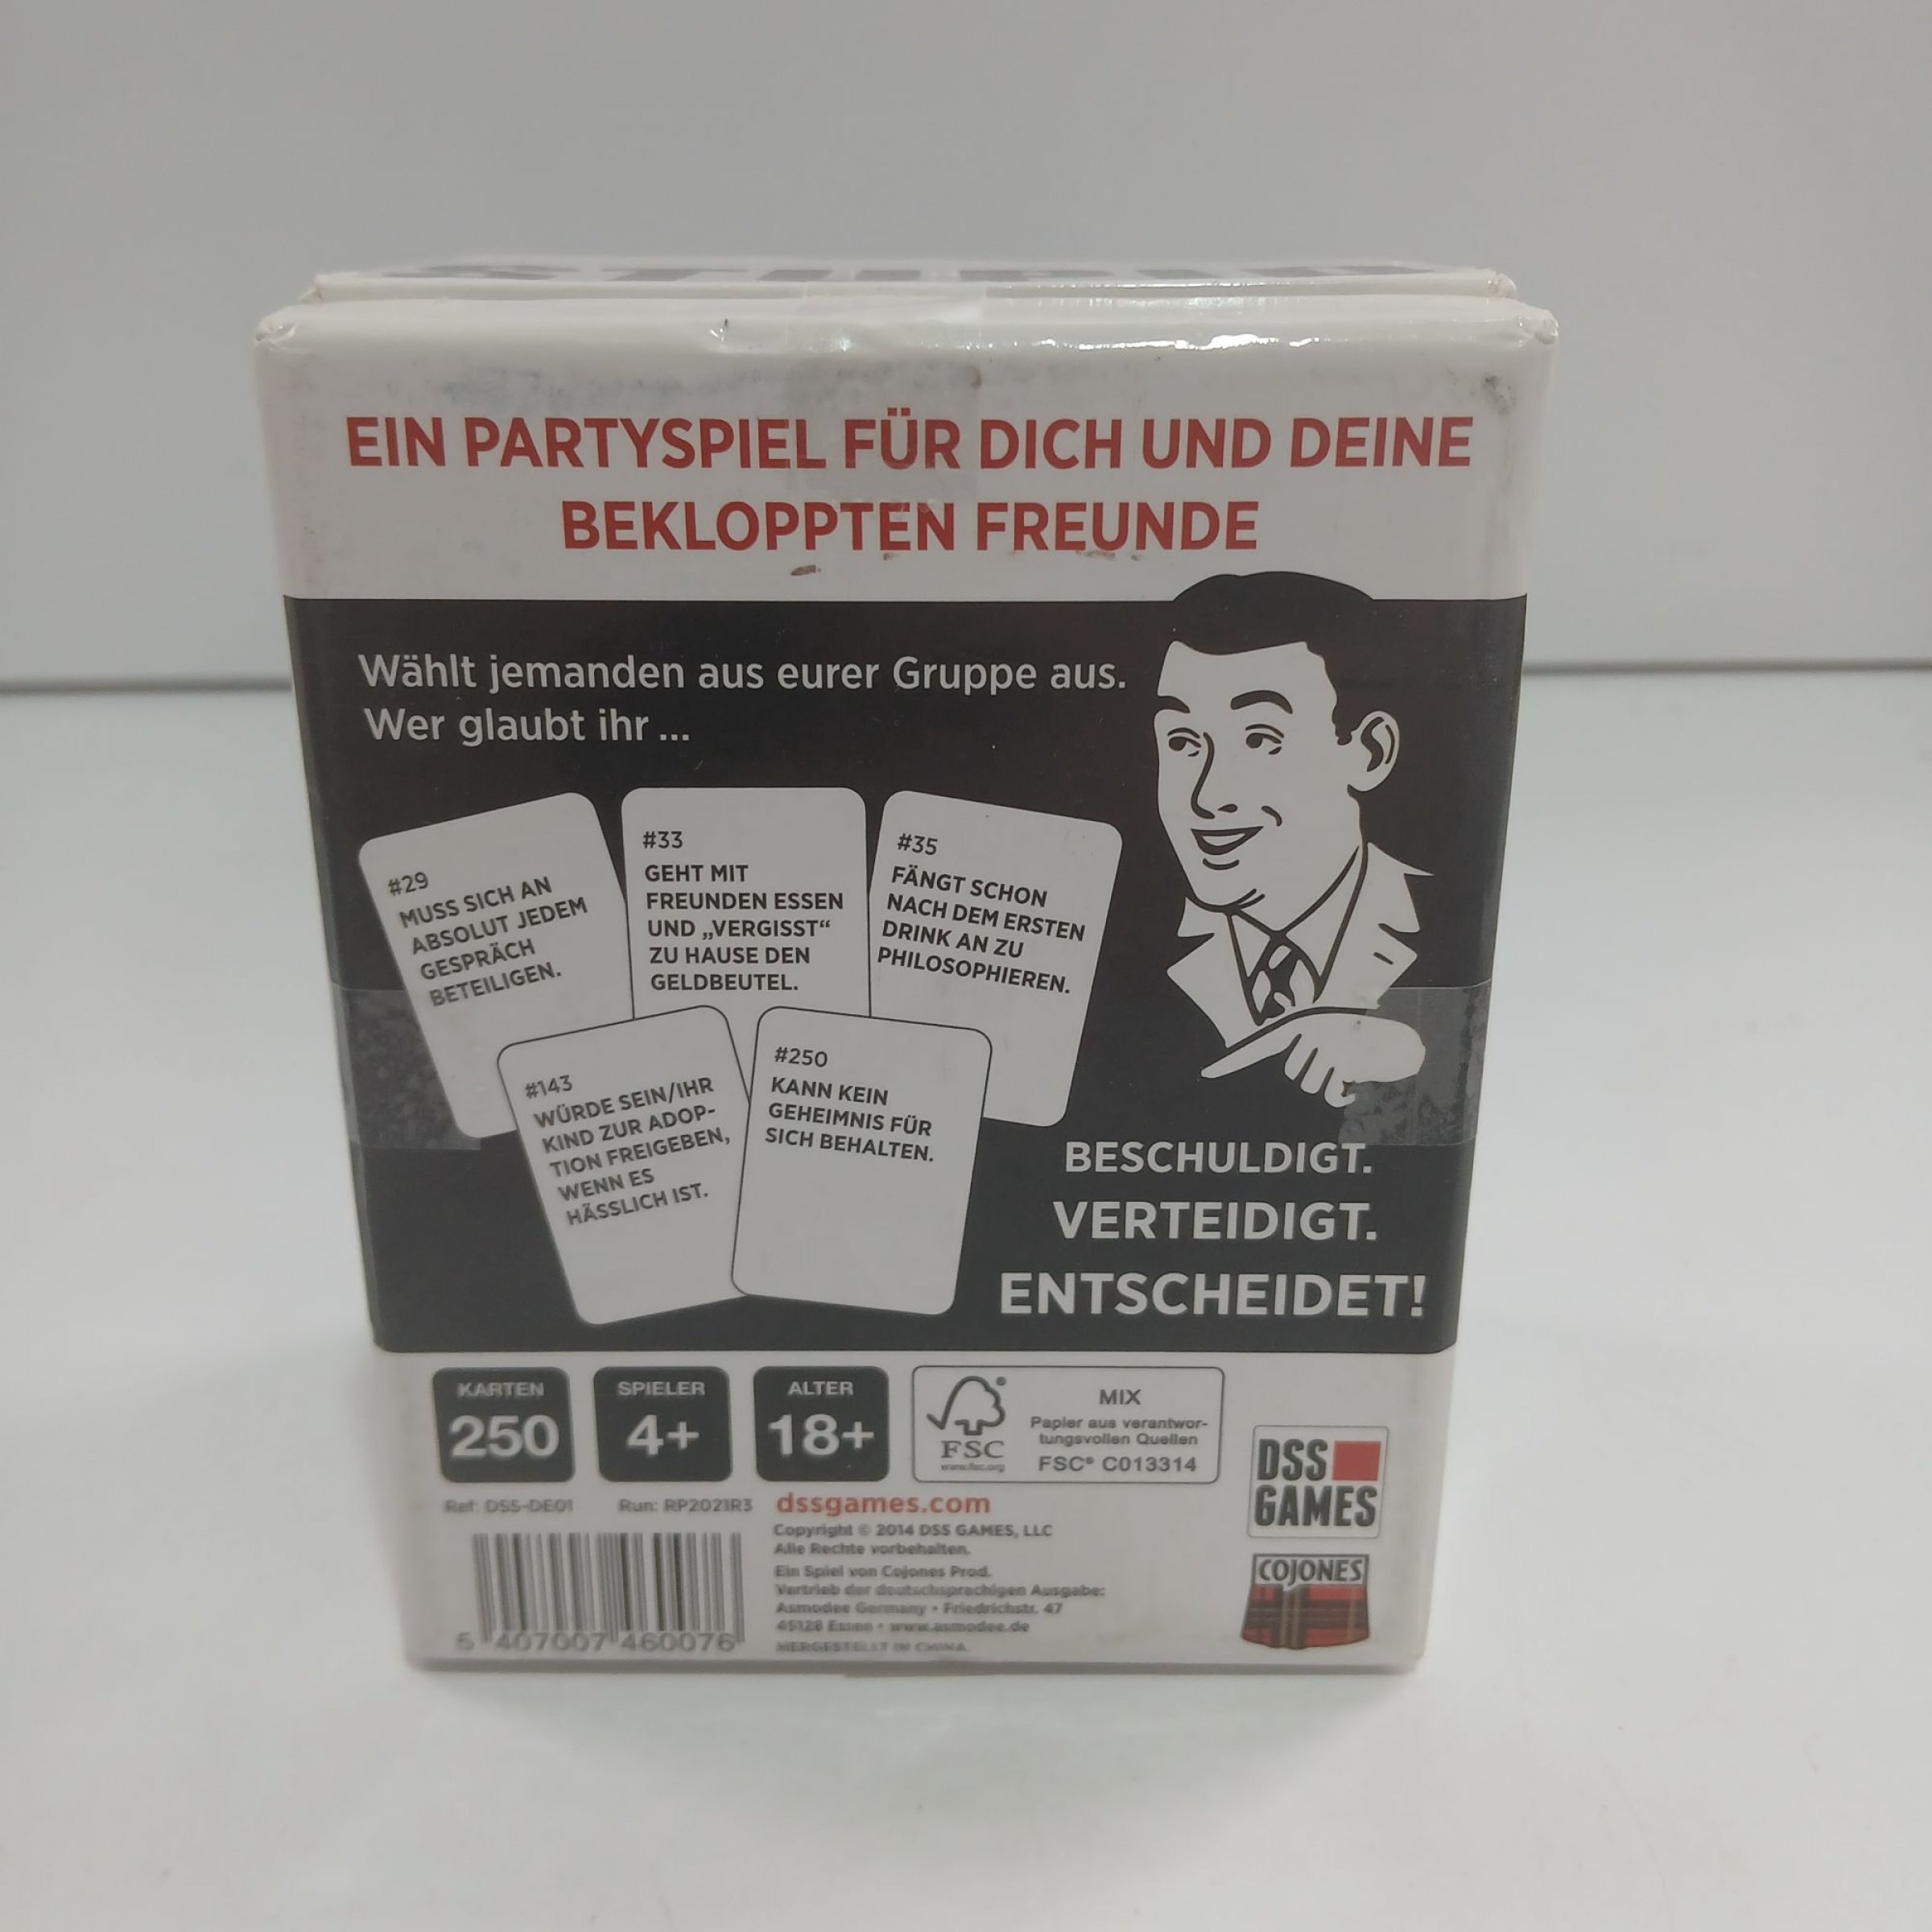 EIN PARTYSPIEL FÜR DICH UND DEINE
BEKLOPPTEN FREUNDE
Wählt jemanden aus eurer Gruppe aus.
Wer glaubt ihr ...
#29
MUSS SICH AN
ABSOLUT JEDEM
GESPRÄCH
BETEILIGEN.
#33
GEHT MIT
FREUNDEN ESSEN
UND „VERGISST“
ZU HAUSE DEN
GELDBEUTEL.
#35
FÄNGT SCHON
NACH DEM ERSTEN
DRINK AN ZU
PHILOSOPHIEREN.
#143
WÜRDE SEIN/IHR
KIND ZUR ADOP-
TION FREIGEBEN,
WENN ES
HÄSSLICH IST.
#250
KANN KEIN
GEHEIMNIS FÜR
SICH BEHALTEN.
BESCHULDIGT.
VERTEIDIGT.
ENTSCHEIDET!
KARTEN
250
SPIELER
4+
ALTER
18+
FSC
www.fsc.org
MIX
Papier aus verantwor-
tungsvollen Quellen
FSC® C013314
DSS
GAMES
COJONES
Ref: DSS-DE01 Run: RP2021R3
5 407007 460076
dssgames.com
Copyright © 2014 DSS GAMES, LLC
Alle Rechte vorbehalten.
Ein Spiel von Cojones Prod.
Vertrieb der deutschsprachigen Ausgabe:
Asmodee Germany • Friedrichstr. 47
45128 Essen • www.asmodee.de
HERGESTELLT IN CHINA.